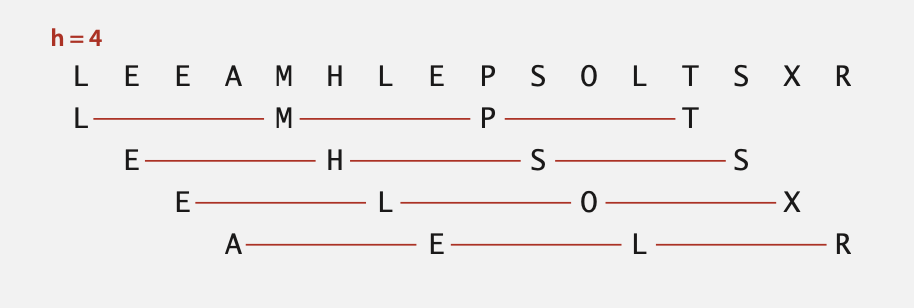 h = 4
L E E A M H L E P S O L T S X R
L M P T
E H S S
E L O X
A E L R